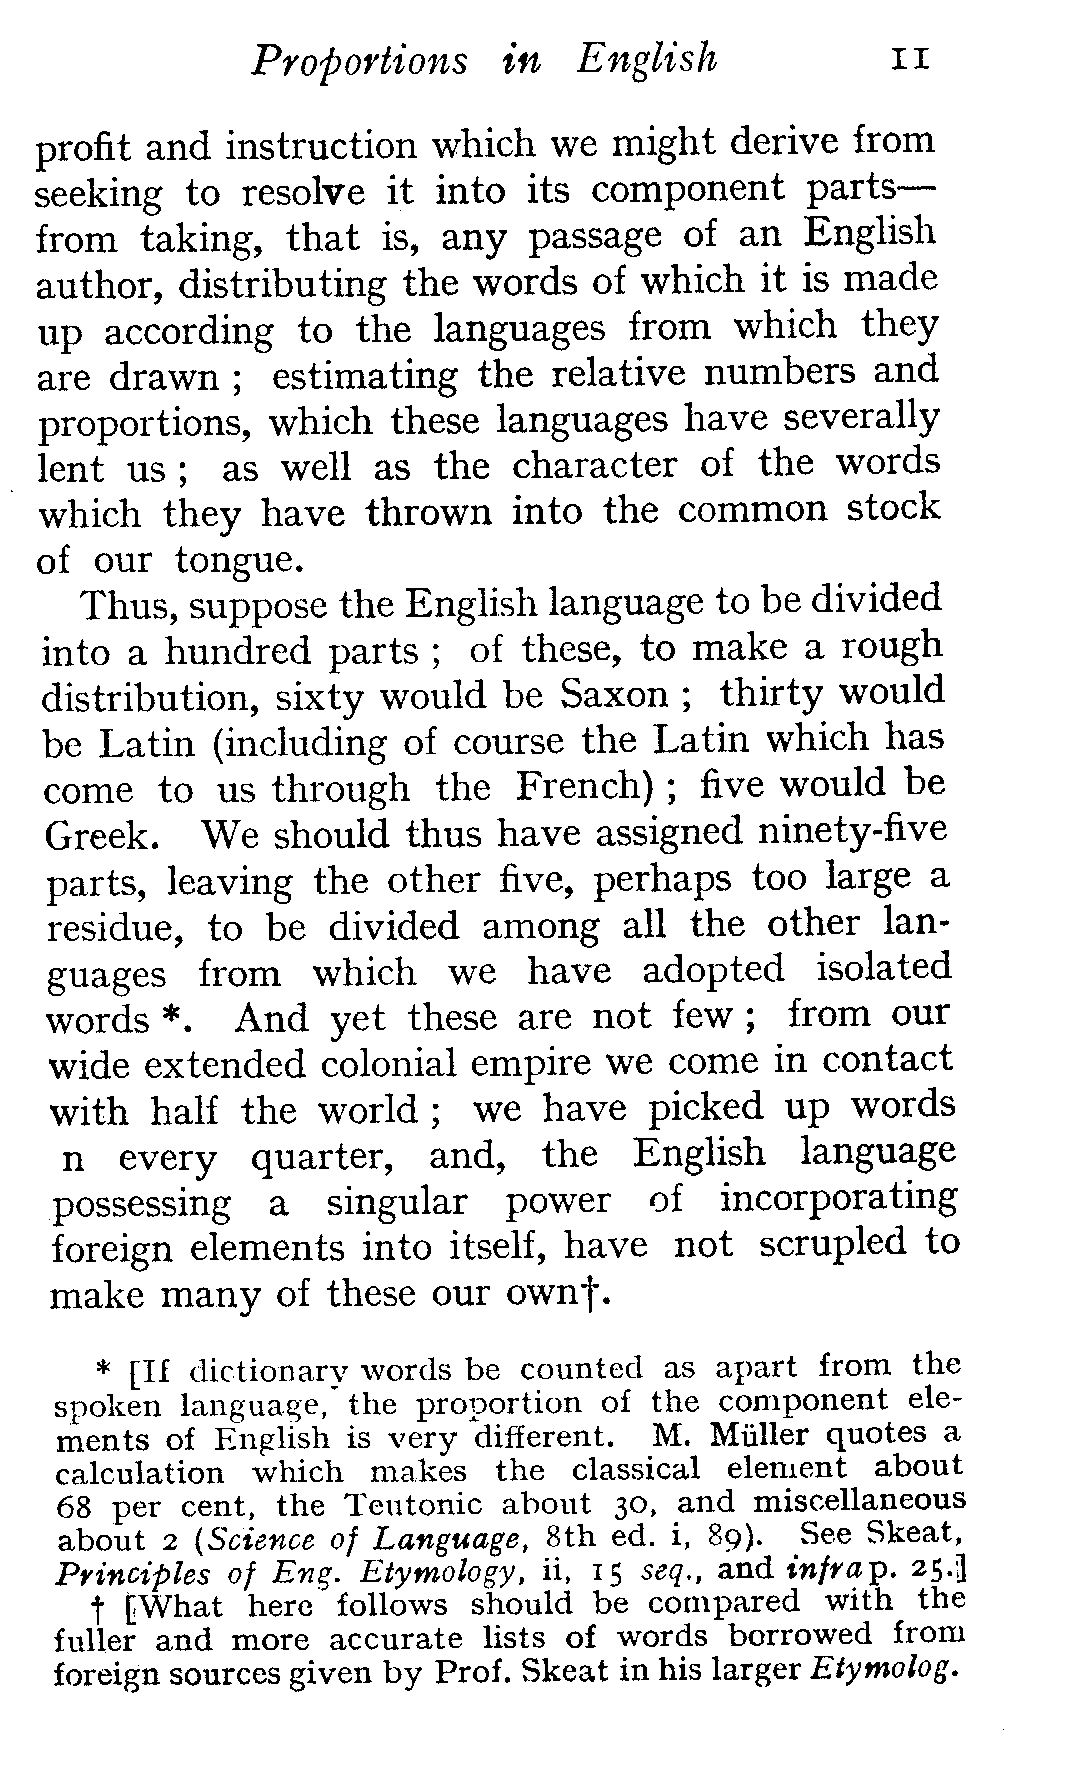 Proportions in English 11
profit and instruction which we might derive from
seeking to resolve it into its component parts—
from taking, that is, any passage of an English
author, distributing the words of which it is made
up according to the languages from which they
are drawn ; estimating the relative numbers and
proportions, which these languages have severally
lent us ; as well as the character of the words
which they have thrown into the common stock
of our tongue.
Thus, suppose the English language to be divided
into a hundred parts ; of these, to make a rough
distribution, sixty would be Saxon ; thirty would
be Latin (including of course the Latin which has
come to us through the French) ; five would be
Greek. We should thus have assigned ninety-five
parts, leaving the other five, perhaps too large a
residue, to be divided among all the other lan-
guages from which we have adopted isolated
words *. And yet these are not few ; from our
wide extended colonial empire we come in contact
with half the world ; we have picked up words
n every quarter, and, the English language
possessing a singular power of incorporating
foreign elements into itself, have not scrupled to
make many of these our own†.
* [If dictionary words be counted as apart from the
spoken language, the proportion of the component ele-
ments of English is very different. M. Müller quotes a
calculation which makes the classical element about
68 per cent, the Teutonic about 30, and miscellaneous
about 2 (Science of Language, 8th ed. i, 89). See Skeat,
Principles of Eng. Etymology, ii, 15 seq., and infra p. 25.]
† [What here follows should be compared with the
fuller and more accurate lists of words borrowed from
foreign sources given by Prof. Skeat in his larger Etymolog.